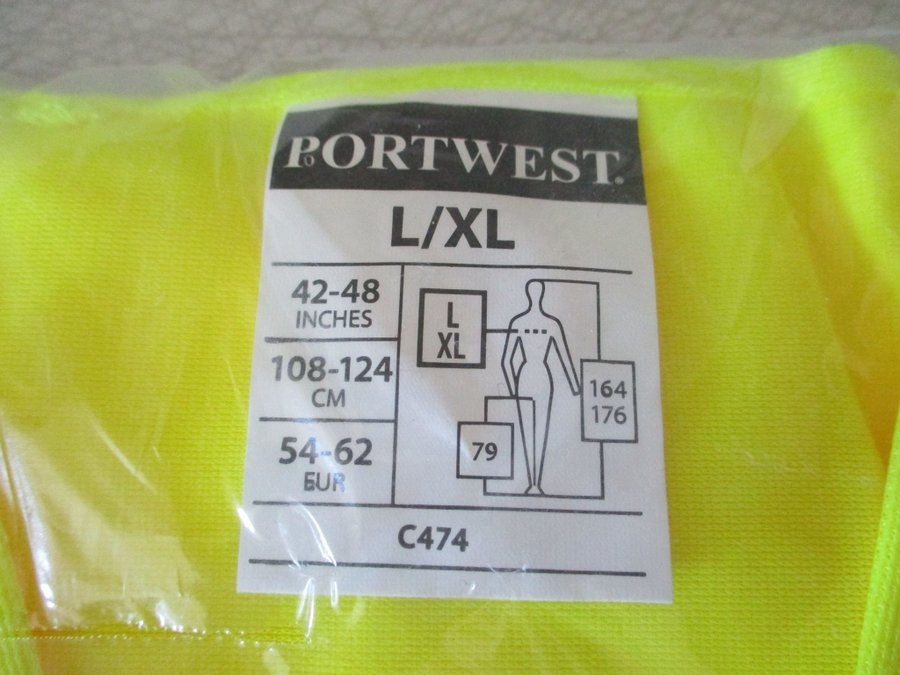 PORTWEST®
L/XL
42-48
INCHES
108-124
CM
54-62
EUR
L
XL
164
176
79
C474